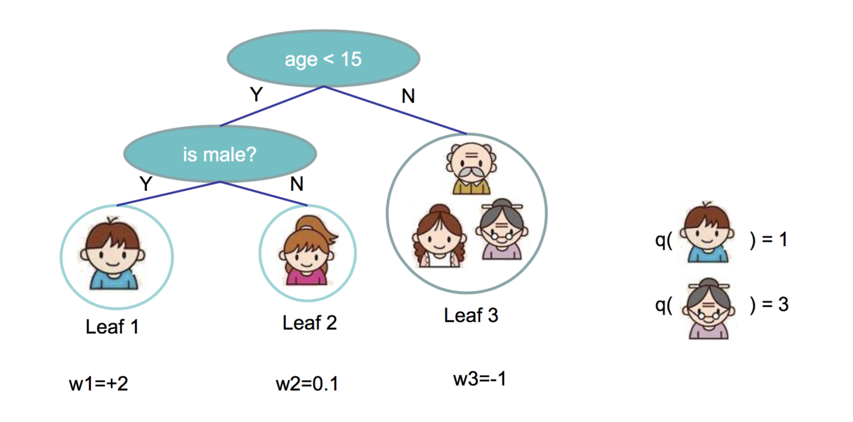 age < 15
Y
N
is male?
Y
N
q( ) = 1
q( ) = 3
Leaf 1
Leaf 2
Leaf 3
w1=+2
w2=0.1
w3=-1